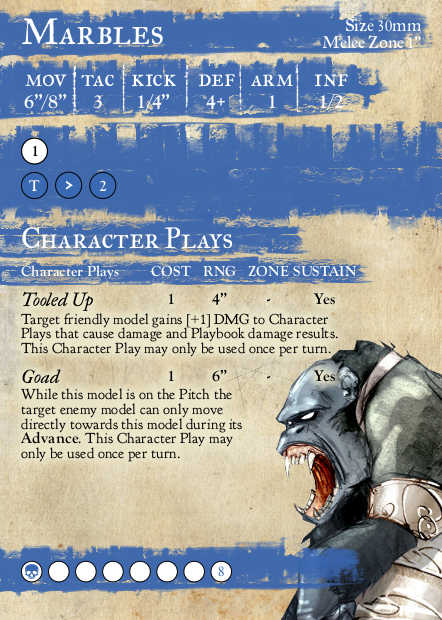 Marbles
Size 30mm
Melee Zone 1"
MOV TAC KICK DEF ARM INF
6"/8" 3 1/4" 4+ 1 1/2
1
T > 2
Character Plays
Character Plays COST RNG ZONE SUSTAIN
Tooled Up 1 4" - Yes
Target friendly model gains [+1] DMG to Character
Plays that cause damage and Playbook damage results.
This Character Play may only be used once per turn.
Goad 1 6" - Yes
While this model is on the Pitch the
target enemy model can only move
directly towards this model during its
Advance. This Character Play may
only be used once per turn.
8